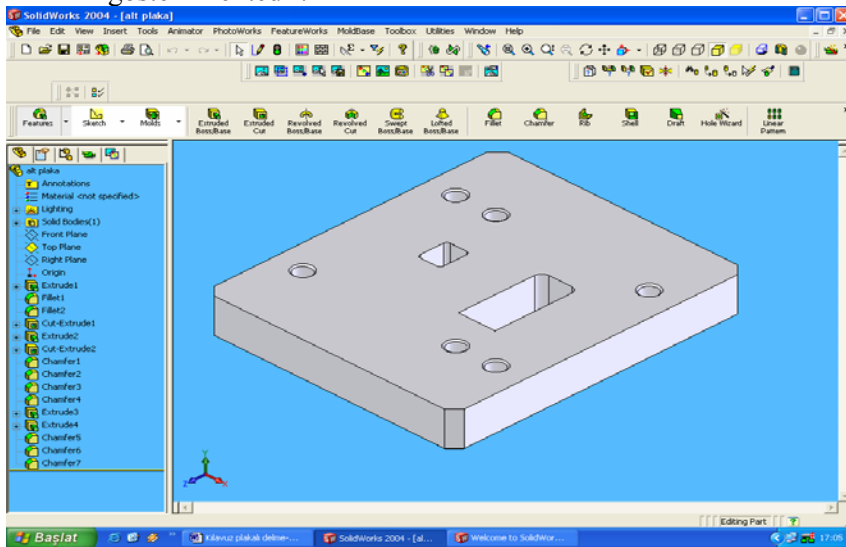 SolidWorks 2004 - [alt plaka]
File Edit View Insert Tools Animator PhotoWorks FeatureWorks MoldBase Toolbox Utilities Window Help
Features Sketch Molds Extruded Boss/Base Extruded Cut Revolved Boss/Base Revolved Cut Swept Boss/Base Lofted Boss/Base Fillet Chamfer Rib Shell Draft Hole Wizard Linear Pattern
alt plaka
Annotations
Material <not specified>
Lighting
Solid Bodies(1)
Front Plane
Top Plane
Right Plane
Origin
Extrude1
Fillet1
Fillet2
Cut-Extrude1
Extrude2
Cut-Extrude2
Chamfer1
Chamfer2
Chamfer3
Chamfer4
Extrude3
Extrude4
Chamfer5
Chamfer6
Chamfer7
Y
Z X
Editing Part
Başlat Kılavuz plakalı delme-... SolidWorks 2004 - [al... Welcome to SolidWor... 17:05